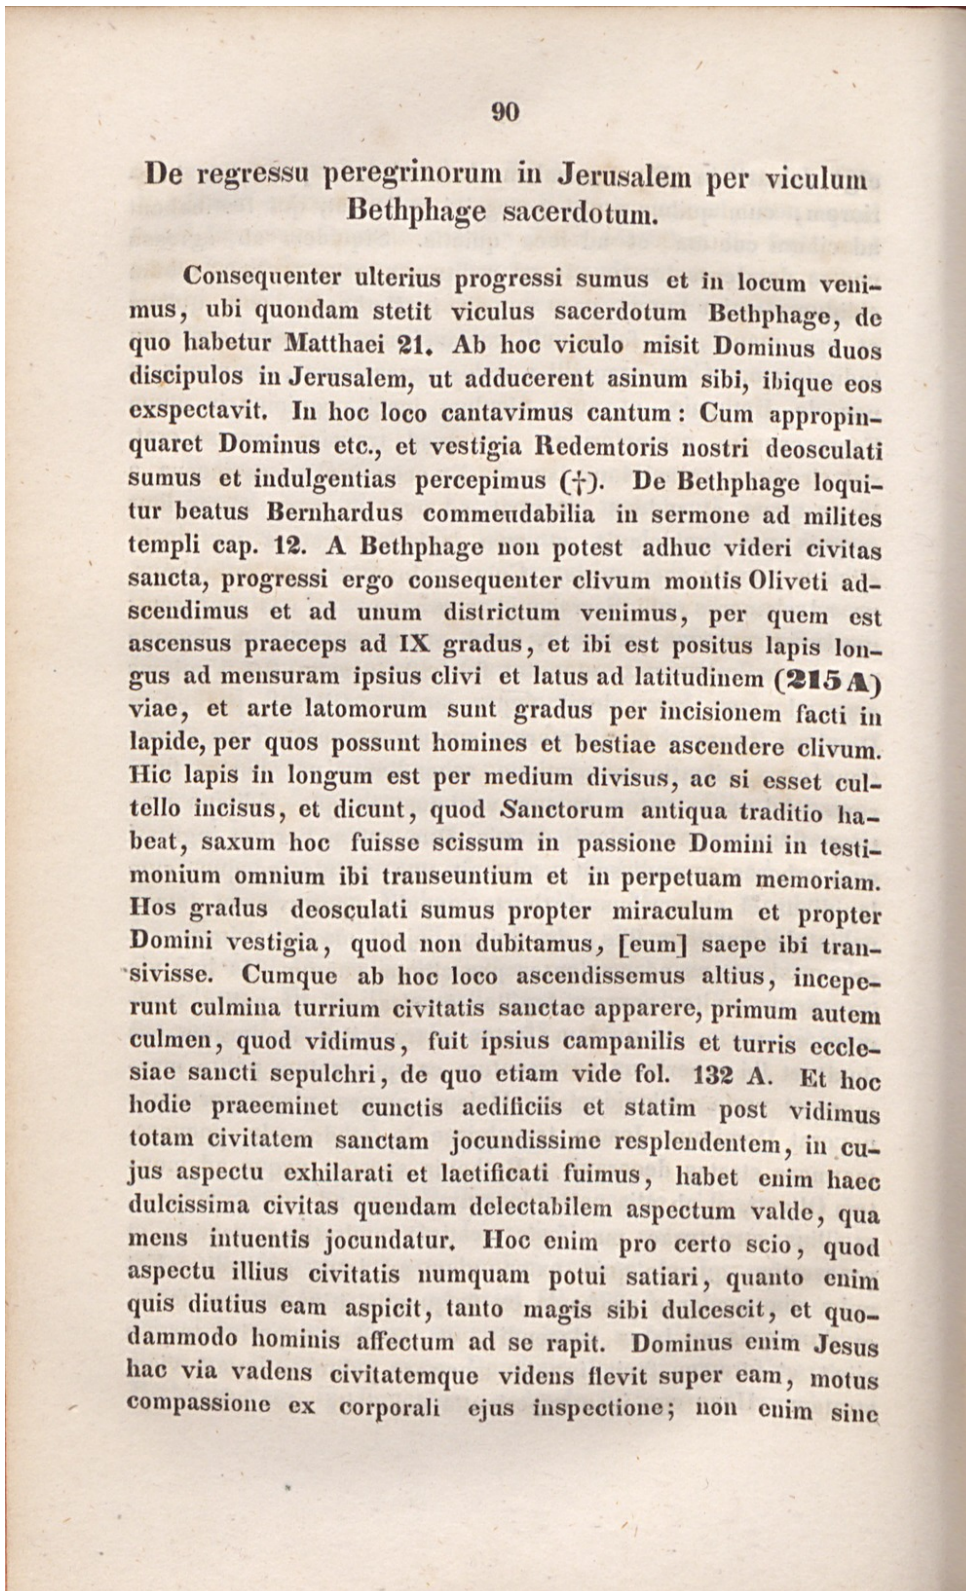 90
De regressu peregrinorum in Jerusalem per viculum
Bethphage sacerdotum.
Consequenter ulterius progressi sumus et in locum veni-
mus, ubi quondam stetit viculus sacerdotum Bethphage, de
quo habetur Matthaei 21. Ab hoc viculo misit Dominus duos
discipulos in Jerusalem, ut adducerent asinum sibi, ibique eos
exspectavit. In hoc loco cantavimus cantum: Cum appropin-
quaret Dominus etc., et vestigia Redemtoris nostri deosculati
sumus et indulgentias percepimus (†). De Bethphage loqui-
tur beatus Bernhardus commendabilia in sermone ad milites
templi cap. 12. A Bethphage non potest adhuc videri civitas
sancta, progressi ergo consequenter clivum montis Oliveti ad-
scendimus et ad unum districtum venimus, per quem est
ascensus praeceps ad IX gradus, et ibi est positus lapis lon-
gus ad mensuram ipsius clivi et latus ad latitudinem (215 A)
viae, et arte latomorum sunt gradus per incisionem facti in
lapide, per quos possunt homines et bestiae ascendere clivum.
Hic lapis in longum est per medium divisus, ac si esset cul-
tello incisus, et dicunt, quod Sanctorum antiqua traditio ha-
beat, saxum hoc fuisse scissum in passione Domini in testi-
monium omnium ibi transeuntium et in perpetuam memoriam.
Hos gradus deosculati sumus propter miraculum et propter
Domini vestigia, quod non dubitamus, [eum] saepe ibi tran-
sivisse. Cumque ab hoc loco ascendissemus altius, incepe-
runt culmina turrium civitatis sanctae apparere, primum autem
culmen, quod vidimus, fuit ipsius campanilis et turris eccle-
siae sancti sepulchri, de quo etiam vide fol. 132 A. Et hoc
hodie praeeminet cunctis aedificiis et statim post vidimus
totam civitatem sanctam jocundissime resplendentem, in cu-
jus aspectu exhilarati et laetificati fuimus, habet enim haec
dulcissima civitas quendam delectabilem aspectum valde, qua
mens intuentis jocundatur. Hoc enim pro certo scio, quod
aspectu illius civitatis numquam potui satiari, quanto enim
quis diutius eam aspicit, tanto magis sibi dulcescit, et quo-
dammodo hominis affectum ad se rapit. Dominus enim Jesus
hac via vadens civitatemque videns flevit super eam, motus
compassione ex corporali ejus inspectione; non enim sine